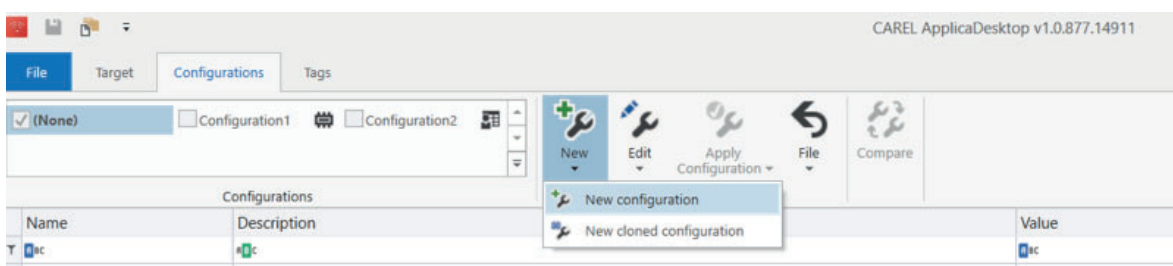 CAREL ApplicaDesktop v1.0.877.14911
File Target Configurations Tags
(None) Configuration1 Configuration2
New Edit Apply Configuration File Compare
Configurations
New configuration
New cloned configuration
Name Description Value